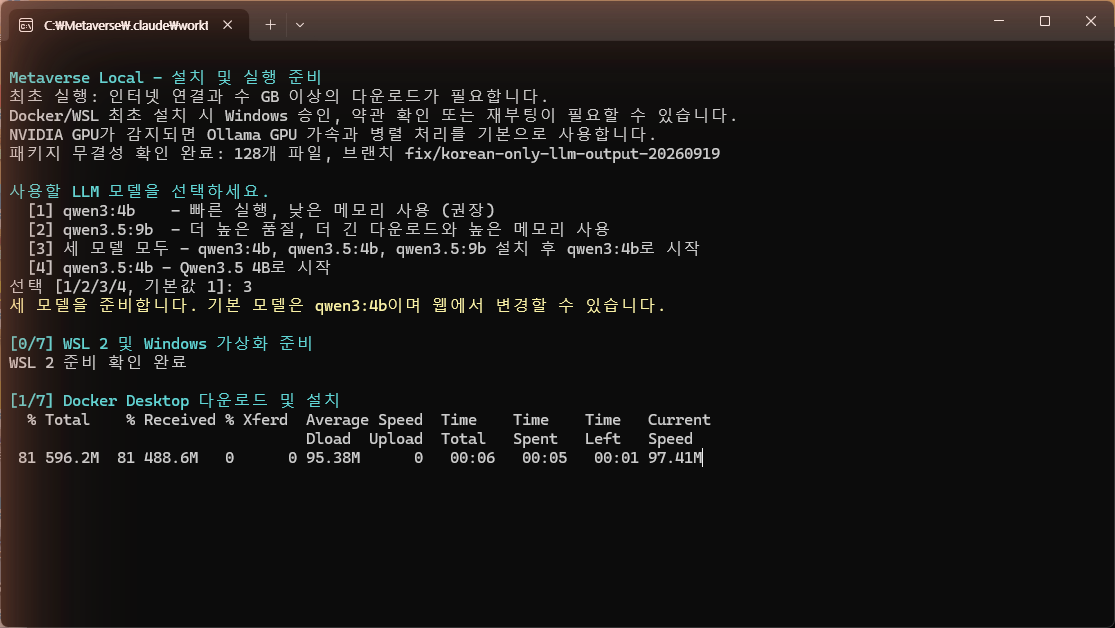 C:₩Metaverse₩.claude₩workt
Metaverse Local - 설치 및 실행 준비
최초 실행: 인터넷 연결과 수 GB 이상의 다운로드가 필요합니다.
Docker/WSL 최초 설치 시 Windows 승인, 약관 확인 또는 재부팅이 필요할 수 있습니다.
NVIDIA GPU가 감지되면 Ollama GPU 가속과 병렬 처리를 기본으로 사용합니다.
패키지 무결성 확인 완료: 128개 파일, 브랜치 fix/korean-only-llm-output-20260919
사용할 LLM 모델을 선택하세요.
[1] qwen3:4b    - 빠른 실행, 낮은 메모리 사용 (권장)
[2] qwen3.5:9b  - 더 높은 품질, 더 긴 다운로드와 높은 메모리 사용
[3] 세 모델 모두 - qwen3:4b, qwen3.5:4b, qwen3.5:9b 설치 후 qwen3:4b로 시작
[4] qwen3.5:4b - Qwen3.5 4B로 시작
선택 [1/2/3/4, 기본값 1]: 3
세 모델을 준비합니다. 기본 모델은 qwen3:4b이며 웹에서 변경할 수 있습니다.
[0/7] WSL 2 및 Windows 가상화 준비
WSL 2 준비 확인 완료
[1/7] Docker Desktop 다운로드 및 설치
% Total    % Received % Xferd  Average Speed  Time    Time    Time   Current
Dload  Upload  Total   Spent   Left   Speed
81 596.2M  81 488.6M   0      0 95.38M      0   00:06   00:05   00:01 97.41M